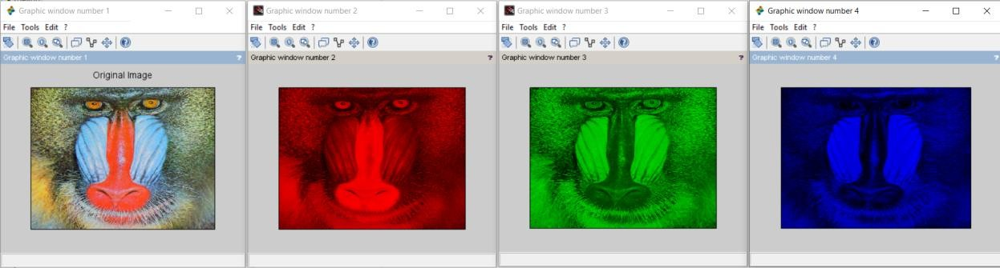 Graphic window number 1
File Tools Edit ?
Graphic window number 1 ?
Original Image
Graphic window number 2
File Tools Edit ?
Graphic window number 2 ?
Graphic window number 3
File Tools Edit ?
Graphic window number 3 ?
Graphic window number 4
File Tools Edit ?
Graphic window number 4 ?